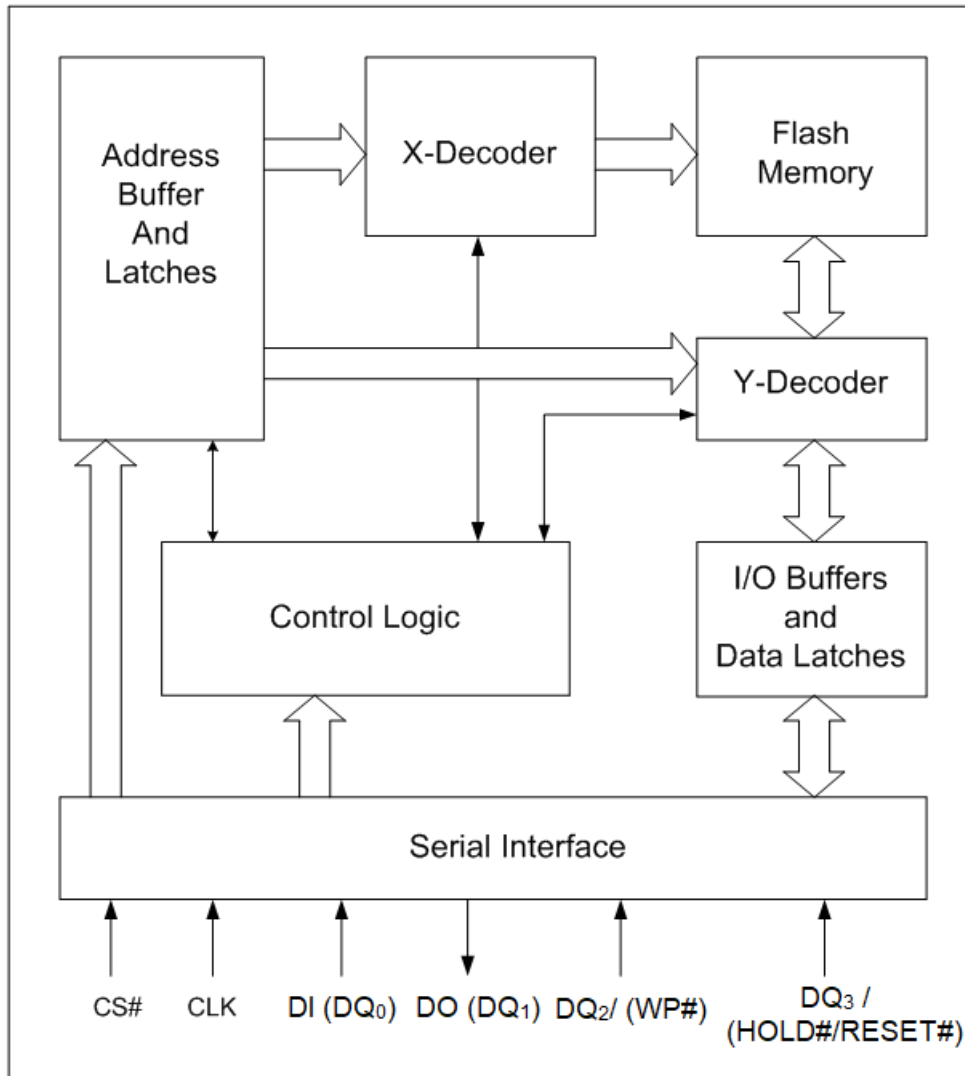 Address
Buffer
And
Latches
X-Decoder
Flash
Memory
Y-Decoder
Control Logic
I/O Buffers
and
Data Latches
Serial Interface
CS#
CLK
DI (DQ₀)
DO (DQ₁)
DQ₂/ (WP#)
DQ₃ /
(HOLD#/RESET#)